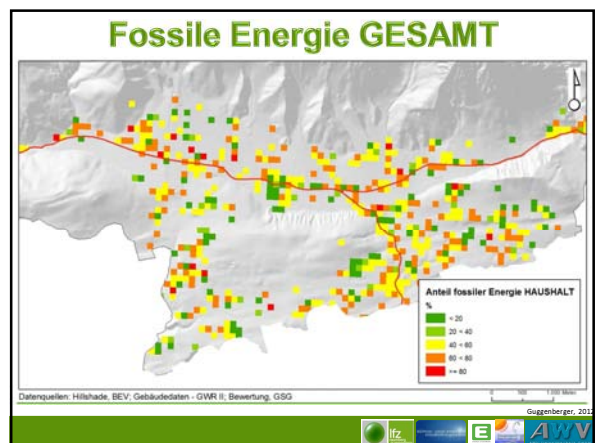 Fossile Energie GESAMT
Anteil fossiler Energie HAUSHALT
%
< 20
20 < 40
40 < 60
60 < 80
>= 80
Datenquellen: Hillshade, BEV; Gebäudedaten - GWR II; Bewertung, GSG
0 500 1.000 Meter
Guggenberger, 2012
lfz
E
AWV